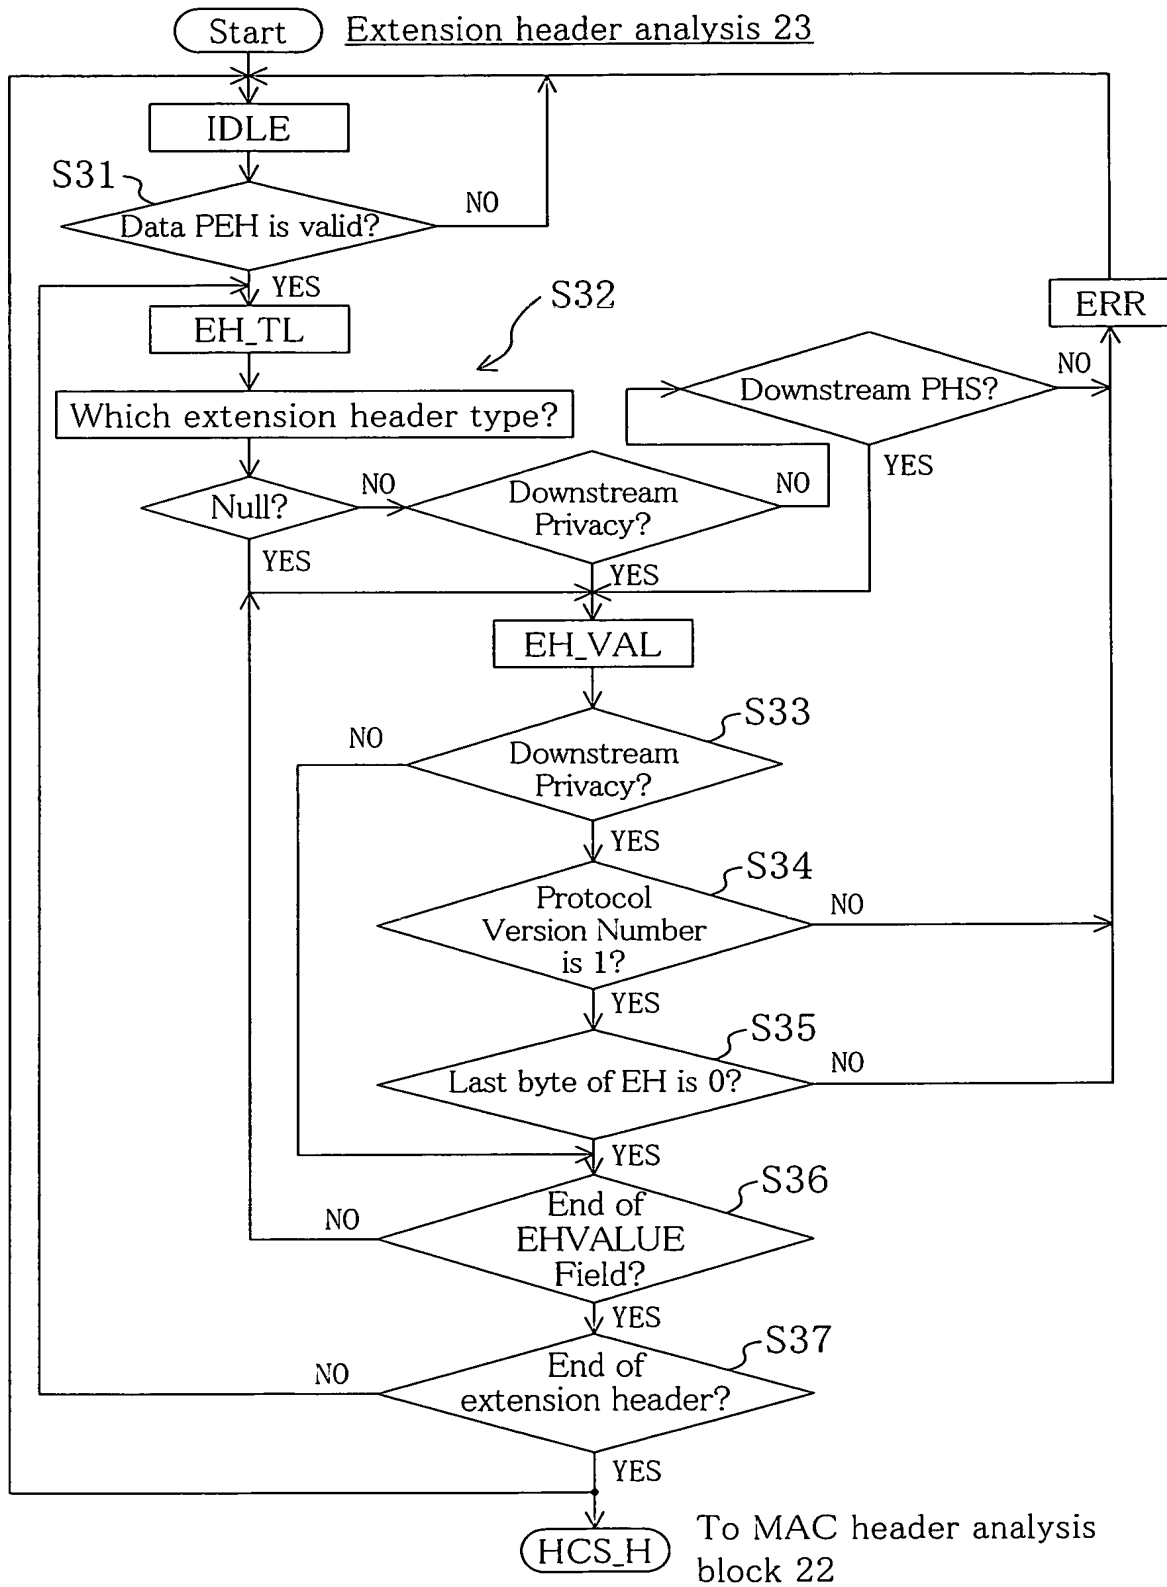 Start
Extension header analysis 23
IDLE
S31
Data PEH is valid?
NO
YES
S32
EH_TL
ERR
Which extension header type?
Downstream PHS?
NO
YES
Null?
NO
YES
Downstream
Privacy?
NO
YES
EH_VAL
S33
NO
Downstream
Privacy?
YES
S34
Protocol
Version Number
is 1?
NO
YES
S35
Last byte of EH is 0?
NO
YES
S36
End of
EHVALUE
Field?
NO
YES
S37
End of
extension header?
NO
YES
HCS_H
To MAC header analysis
block 22